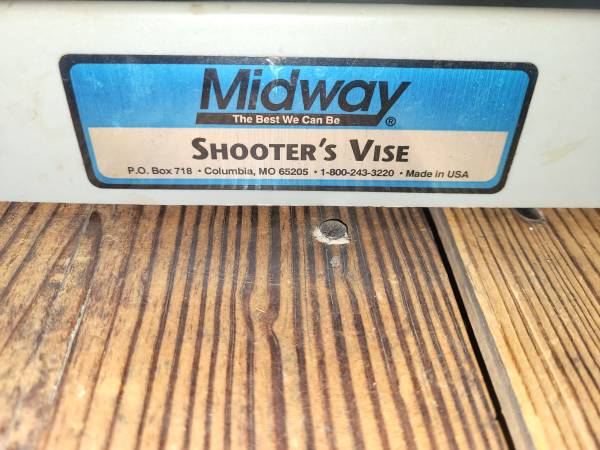 Midway
The Best We Can Be ®
SHOOTER'S VISE
P.O. Box 718 • Columbia, MO 65205 • 1-800-243-3220 • Made in USA